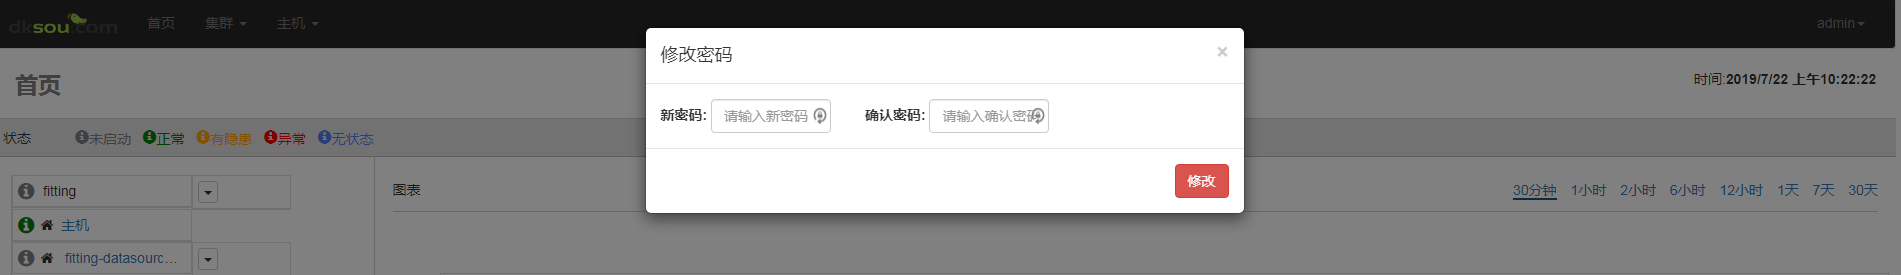 dksou.com 首页 集群 主机 admin
修改密码 ×
首页
时间:2019/7/22 上午10:22:22
新密码: 请输入新密码 确认密码: 请输入确认密码
状态 未启动 正常 有隐患 异常 无状态
修改
fitting
图表 30分钟 1小时 2小时 6小时 12小时 1天 7天 30天
主机
fitting-datasourc...